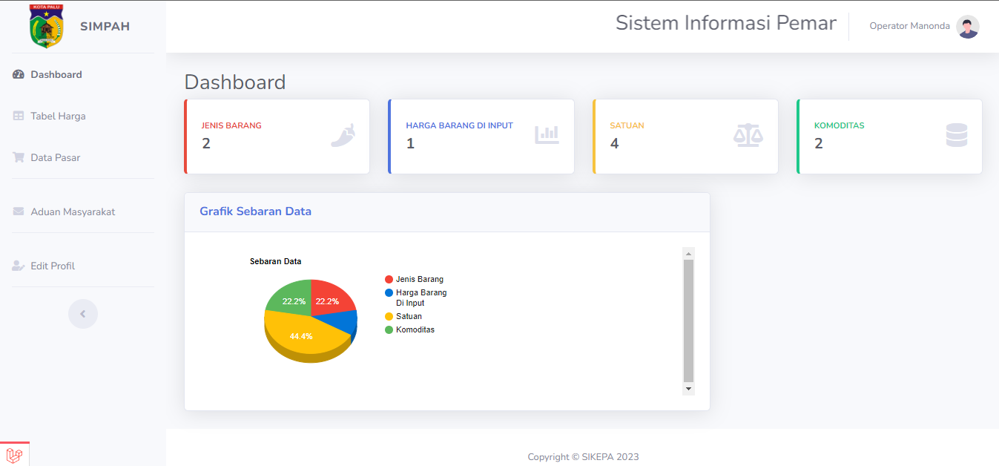 KOTA PALU
SIMPAH
Sistem Informasi Pemar
Operator Manonda
Dashboard
Tabel Harga
Data Pasar
Aduan Masyarakat
Edit Profil
Dashboard
JENIS BARANG
2
HARGA BARANG DI INPUT
1
SATUAN
4
KOMODITAS
2
Grafik Sebaran Data
Sebaran Data
22.2%
22.2%
44.4%
Jenis Barang
Harga Barang
Di Input
Satuan
Komoditas
Copyright © SIKEPA 2023